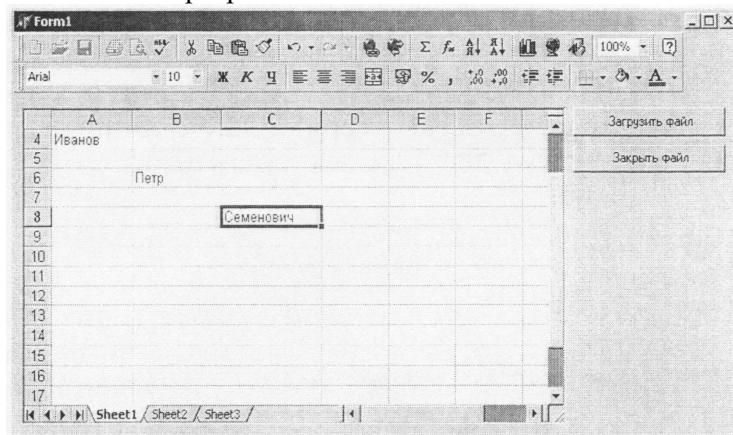 Form1
100%
Arial 10 Ж К Ч % ,
A B C D E F
Загрузить файл
4 Иванов
Закрыть файл
5
6 Петр
7
8 Семенович
9
10
11
12
13
14
15
16
17
Sheet1 Sheet2 Sheet3